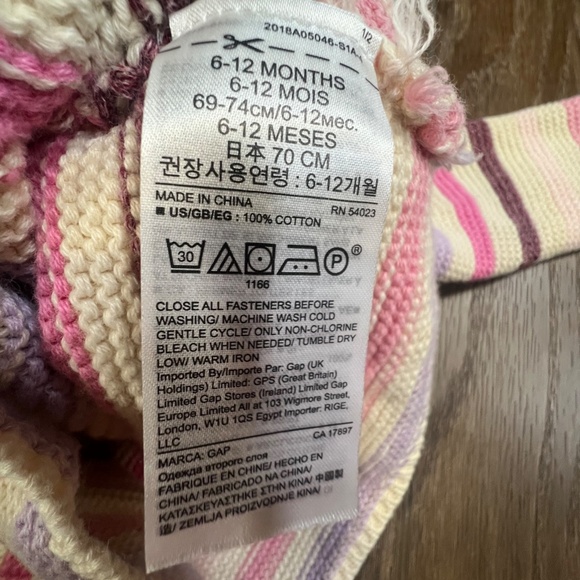 2018A05046-S1A-
1/2
6-12 MONTHS
6-12 MOIS
69-74см/6-12мес.
6-12 MESES
日本 70 CM
권장사용연령 : 6-12개월
MADE IN CHINA RN 54023
■ US/GB/EG : 100% COTTON
30 P ®
1166
CLOSE ALL FASTENERS BEFORE
WASHING/ MACHINE WASH COLD
GENTLE CYCLE/ ONLY NON-CHLORINE
BLEACH WHEN NEEDED/ TUMBLE DRY
LOW/ WARM IRON
Imported By/Importe Par: Gap (UK
Holdings) Limited: GPS (Great Britain)
Limited Gap Stores (Ireland) Limited Gap
Europe Limited All at 103 Wigmore Street,
London, W1U 1QS Egypt Importer: RIGE,
LLC
CA 17897
MARCA: GAP
Одежда второго слоя
FABRIQUE EN CHINE/ HECHO EN
CHINA/ FABRICADO NA CHINA/
ΚΑΤΑΣΚΕΥΑΣΤΗΚΕ ΣΤΗΝ ΚΙΝΑ/ 中國製
造/ ZEMLJA PROIZVODNJE KINA/